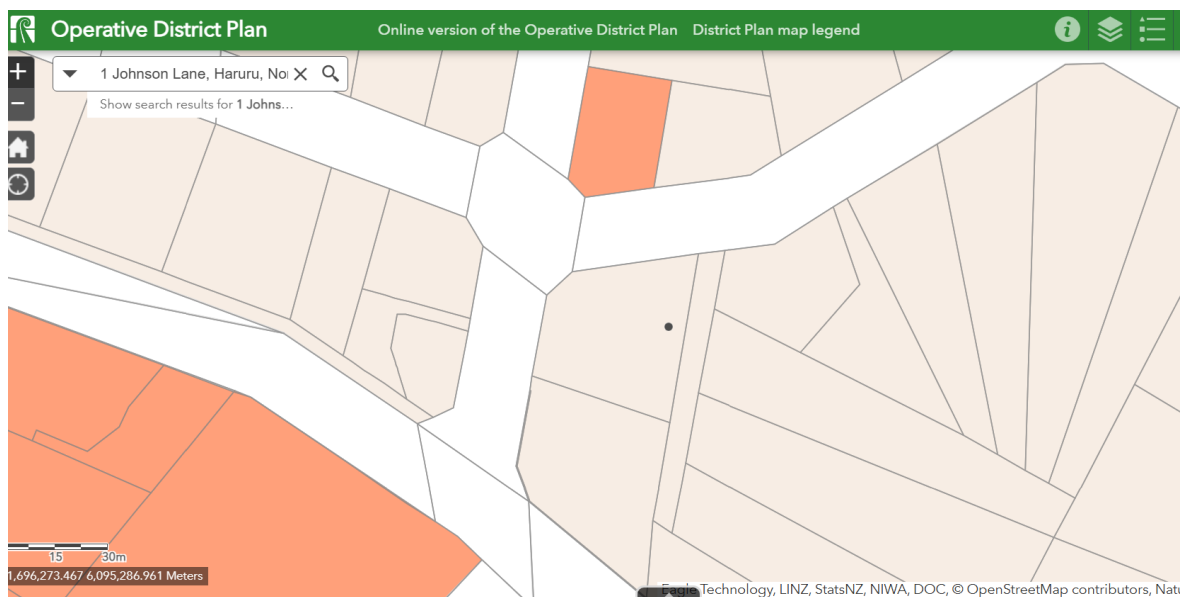 Operative District Plan
Online version of the Operative District Plan District Plan map legend
1 Johnson Lane, Haruru, No
Show search results for 1 Johns...
15 30m
1,696,273.467 6,095,286.961 Meters
Eagle Technology, LINZ, StatsNZ, NIWA, DOC, © OpenStreetMap contributors, Natu